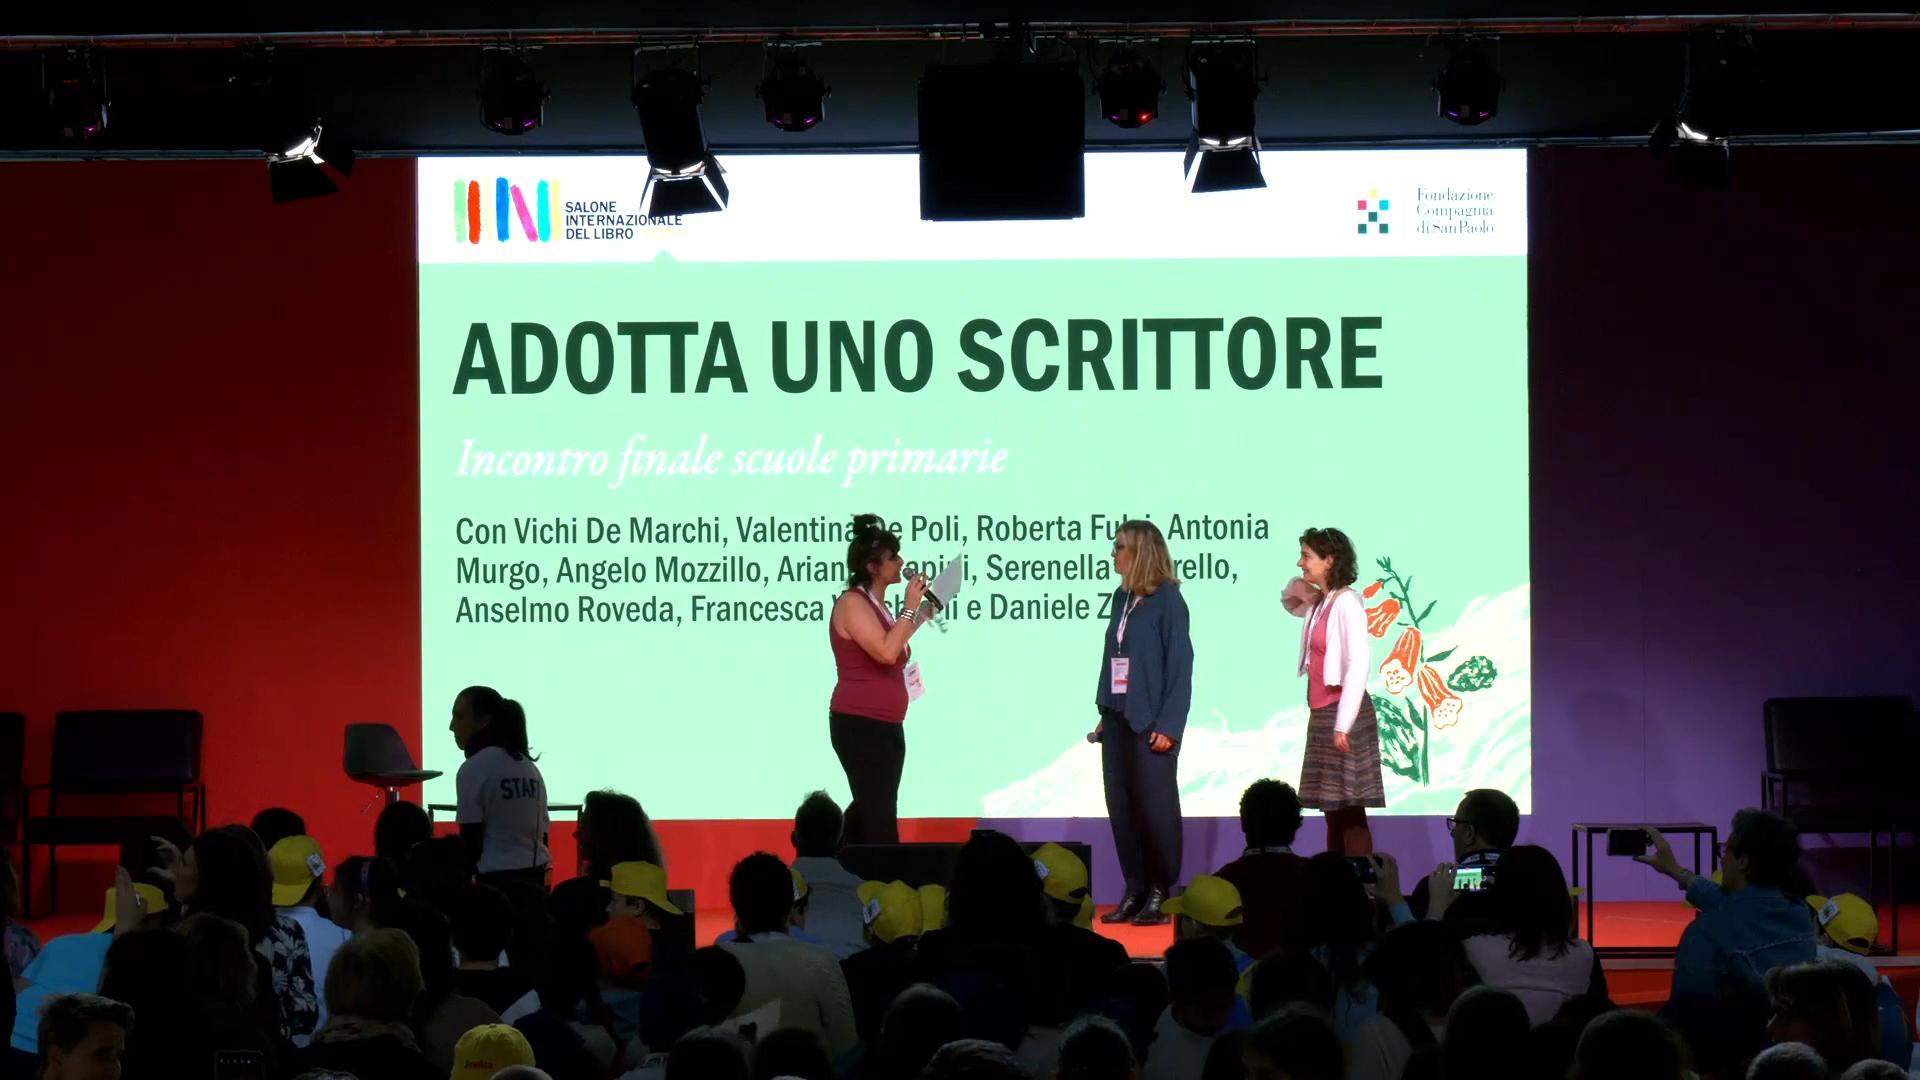 SALONE
INTERNAZIONALE
DEL LIBRO
Fondazione
Compagnia
di San Paolo
ADOTTA UNO SCRITTORE
Incontro finale scuole primarie
Con Vichi De Marchi, Valentina De Poli, Roberta Antonia
Murgo, Angelo Mozzillo, Serenella
Anselmo Roveda, Francesca e Daniele
STAFF